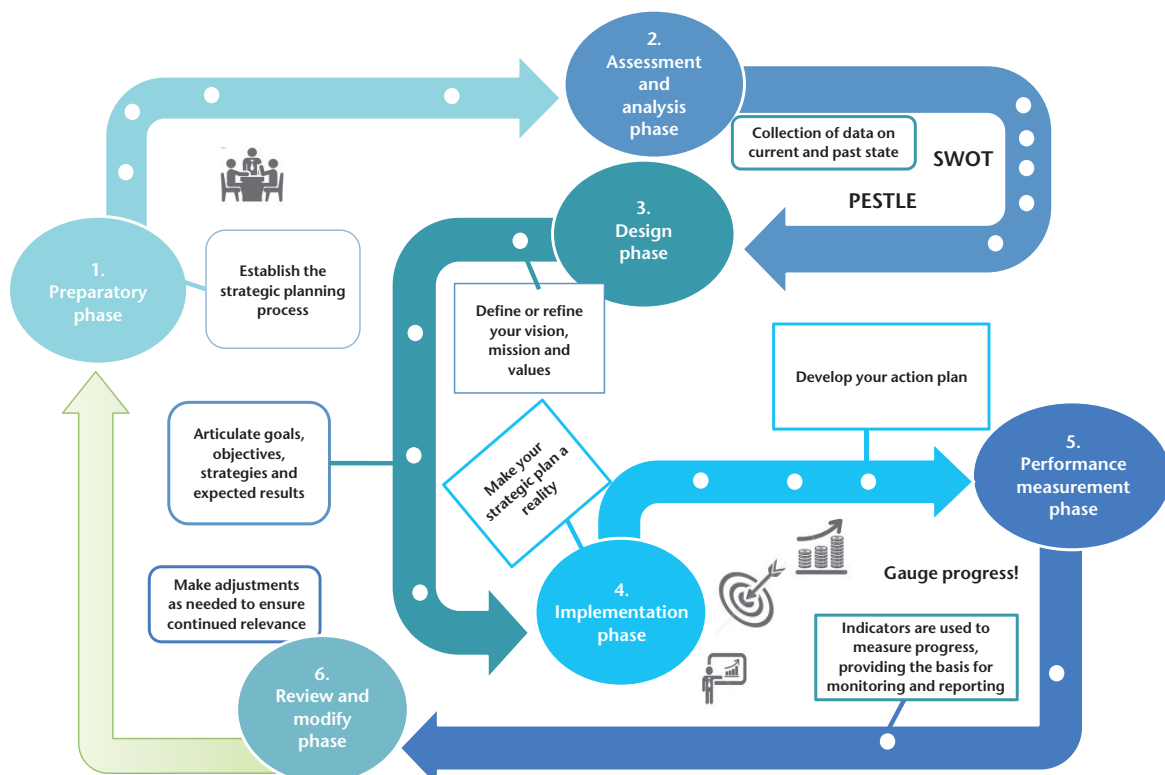 1.
Preparatory
phase
Establish the
strategic planning
process
2.
Assessment
and
analysis
phase
Collection of data on
current and past state
SWOT
PESTLE
3.
Design
phase
Define or refine
your vision,
mission and
values
Articulate goals,
objectives,
strategies and
expected results
Make your
strategic plan a
reality
4.
Implementation
phase
Develop your action plan
5.
Performance
measurement
phase
Gauge progress!
Indicators are used to
measure progress,
providing the basis for
monitoring and reporting
6.
Review and
modify
phase
Make adjustments
as needed to ensure
continued relevance